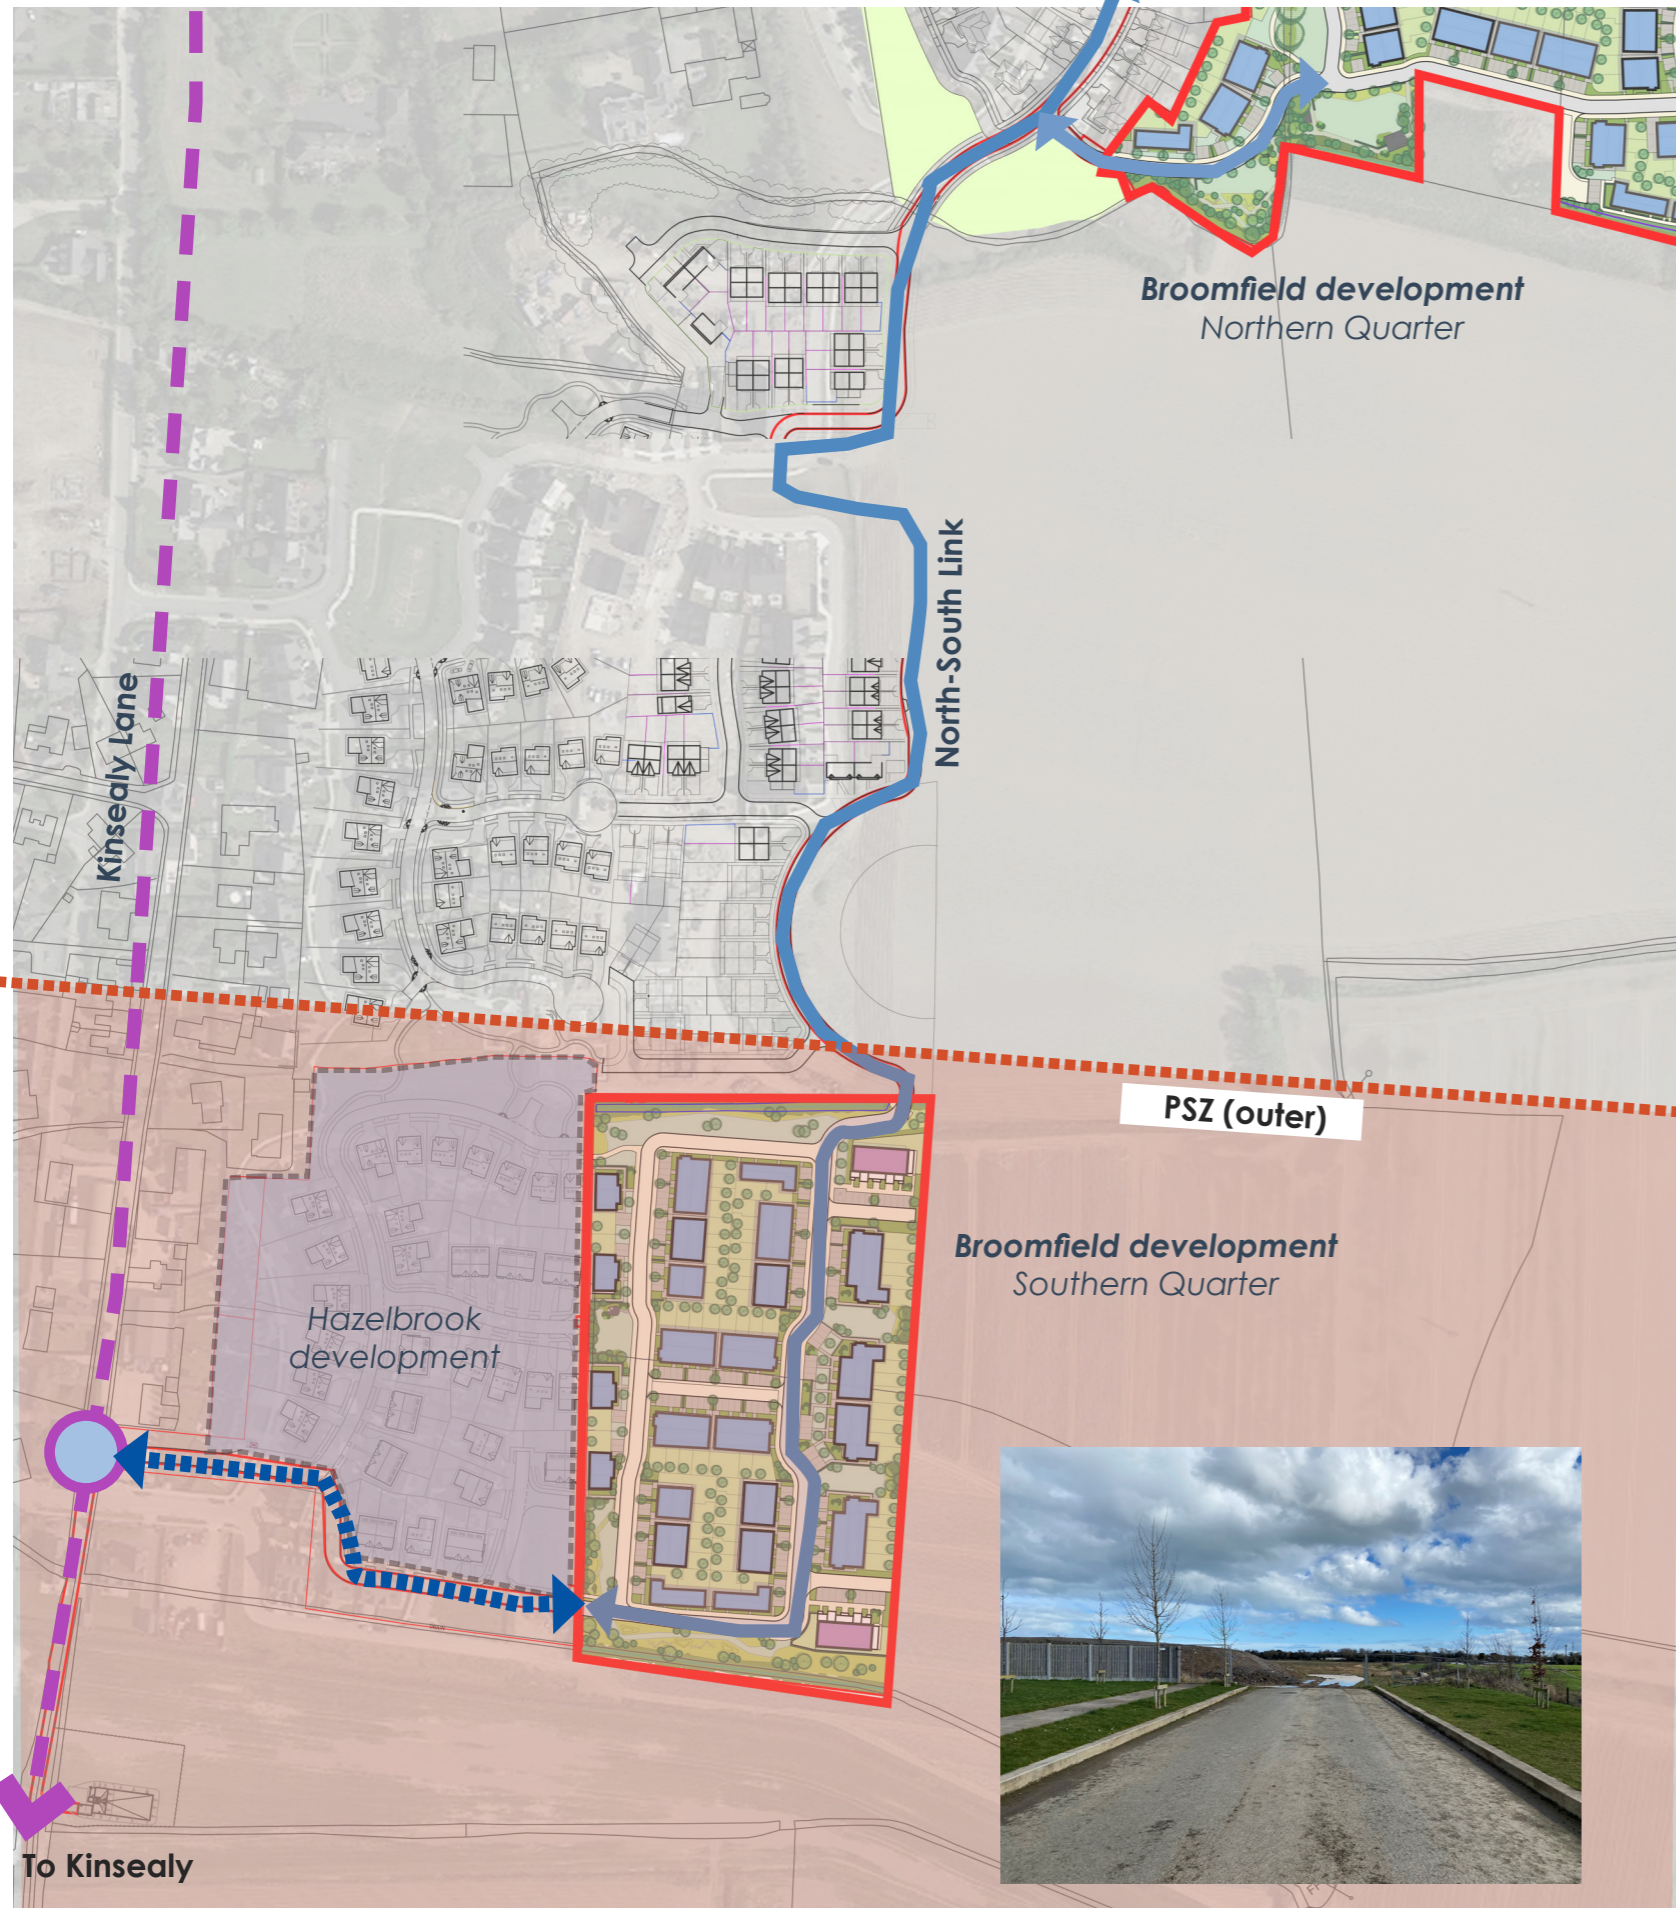 Broomfield development
Northern Quarter
North-South Link
Kinsealy Lane
PSZ (outer)
Broomfield development
Southern Quarter
Hazelbrook
development
To Kinsealy